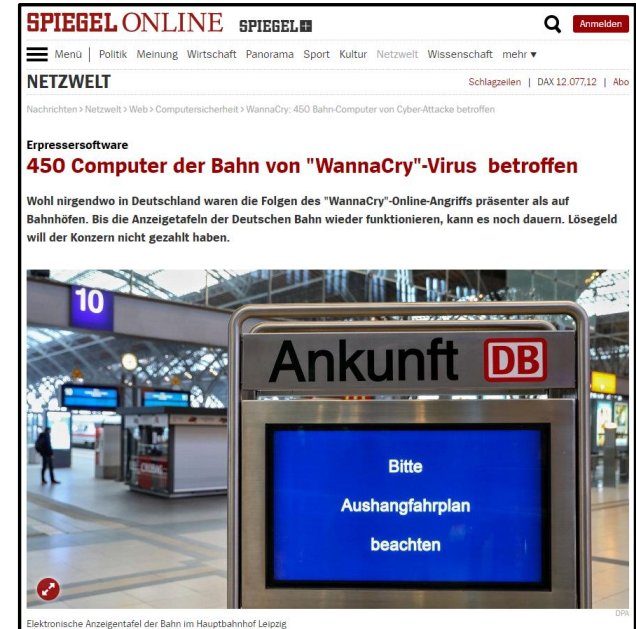 SPIEGEL ONLINE SPIEGEL+ Anmelden
Menü | Politik Meinung Wirtschaft Panorama Sport Kultur Netzwelt Wissenschaft mehr ▾
NETZWELT Schlagzeilen | DAX 12.077,12 | Abo
Nachrichten > Netzwelt > Web > Computersicherheit > WannaCry: 450 Bahn-Computer von Cyber-Attacke betroffen
Erpressersoftware
450 Computer der Bahn von "WannaCry"-Virus betroffen
Wohl nirgendwo in Deutschland waren die Folgen des "WannaCry"-Online-Angriffs präsenter als auf
Bahnhöfen. Bis die Anzeigetafeln der Deutschen Bahn wieder funktionieren, kann es noch dauern. Lösegeld
will der Konzern nicht gezahlt haben.
10
Ankunft DB
Bitte
Aushangfahrplan
beachten
DPA
Elektronische Anzeigentafel der Bahn im Hauptbahnhof Leipzig